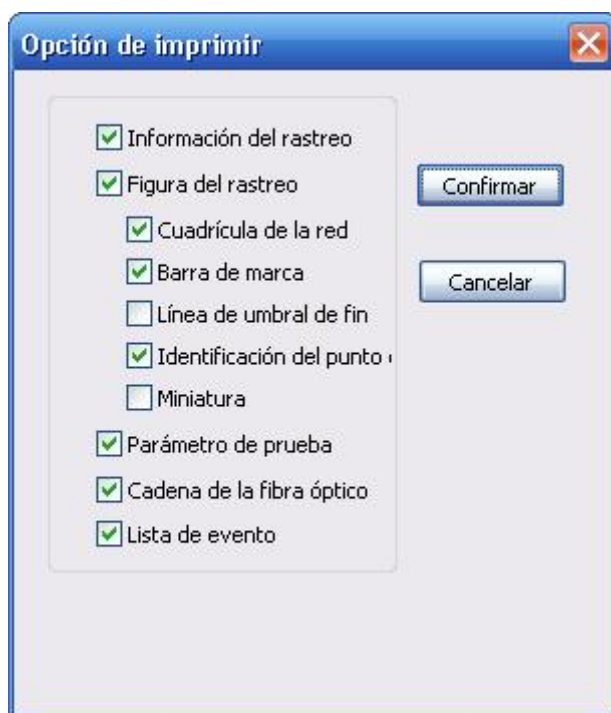 Opción de imprimir
Información del rastreo
Figura del rastreo
Confirmar
Cuadrícula de la red
Barra de marca
Cancelar
Línea de umbral de fin
Identificación del punto
Miniatura
Parámetro de prueba
Cadena de la fibra óptico
Lista de evento